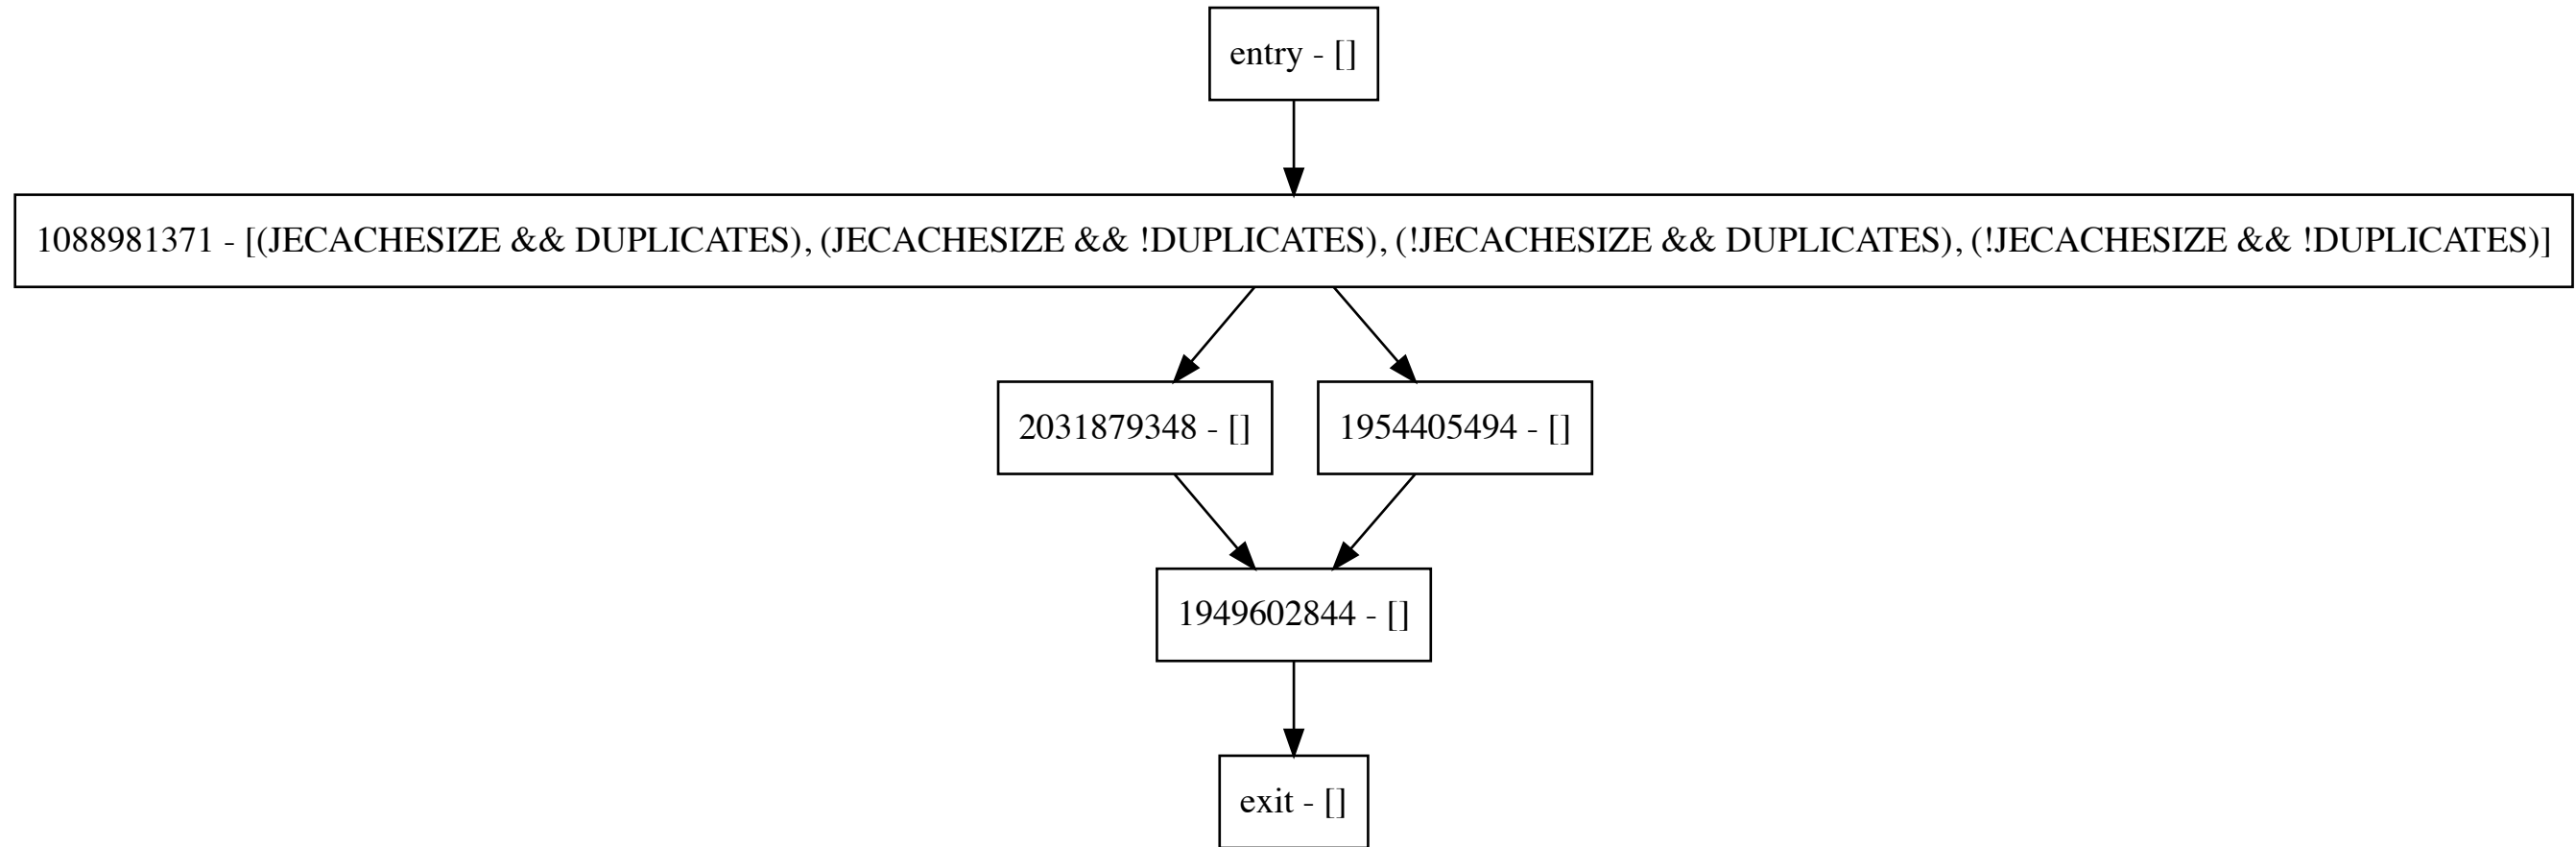 entry - []
1088981371 - [(JECACHESIZE && DUPLICATES), (JECACHESIZE && !DUPLICATES), (!JECACHESIZE && DUPLICATES), (!JECACHESIZE && !DUPLICATES)]
2031879348 - []
1954405494 - []
1949602844 - []
exit - []